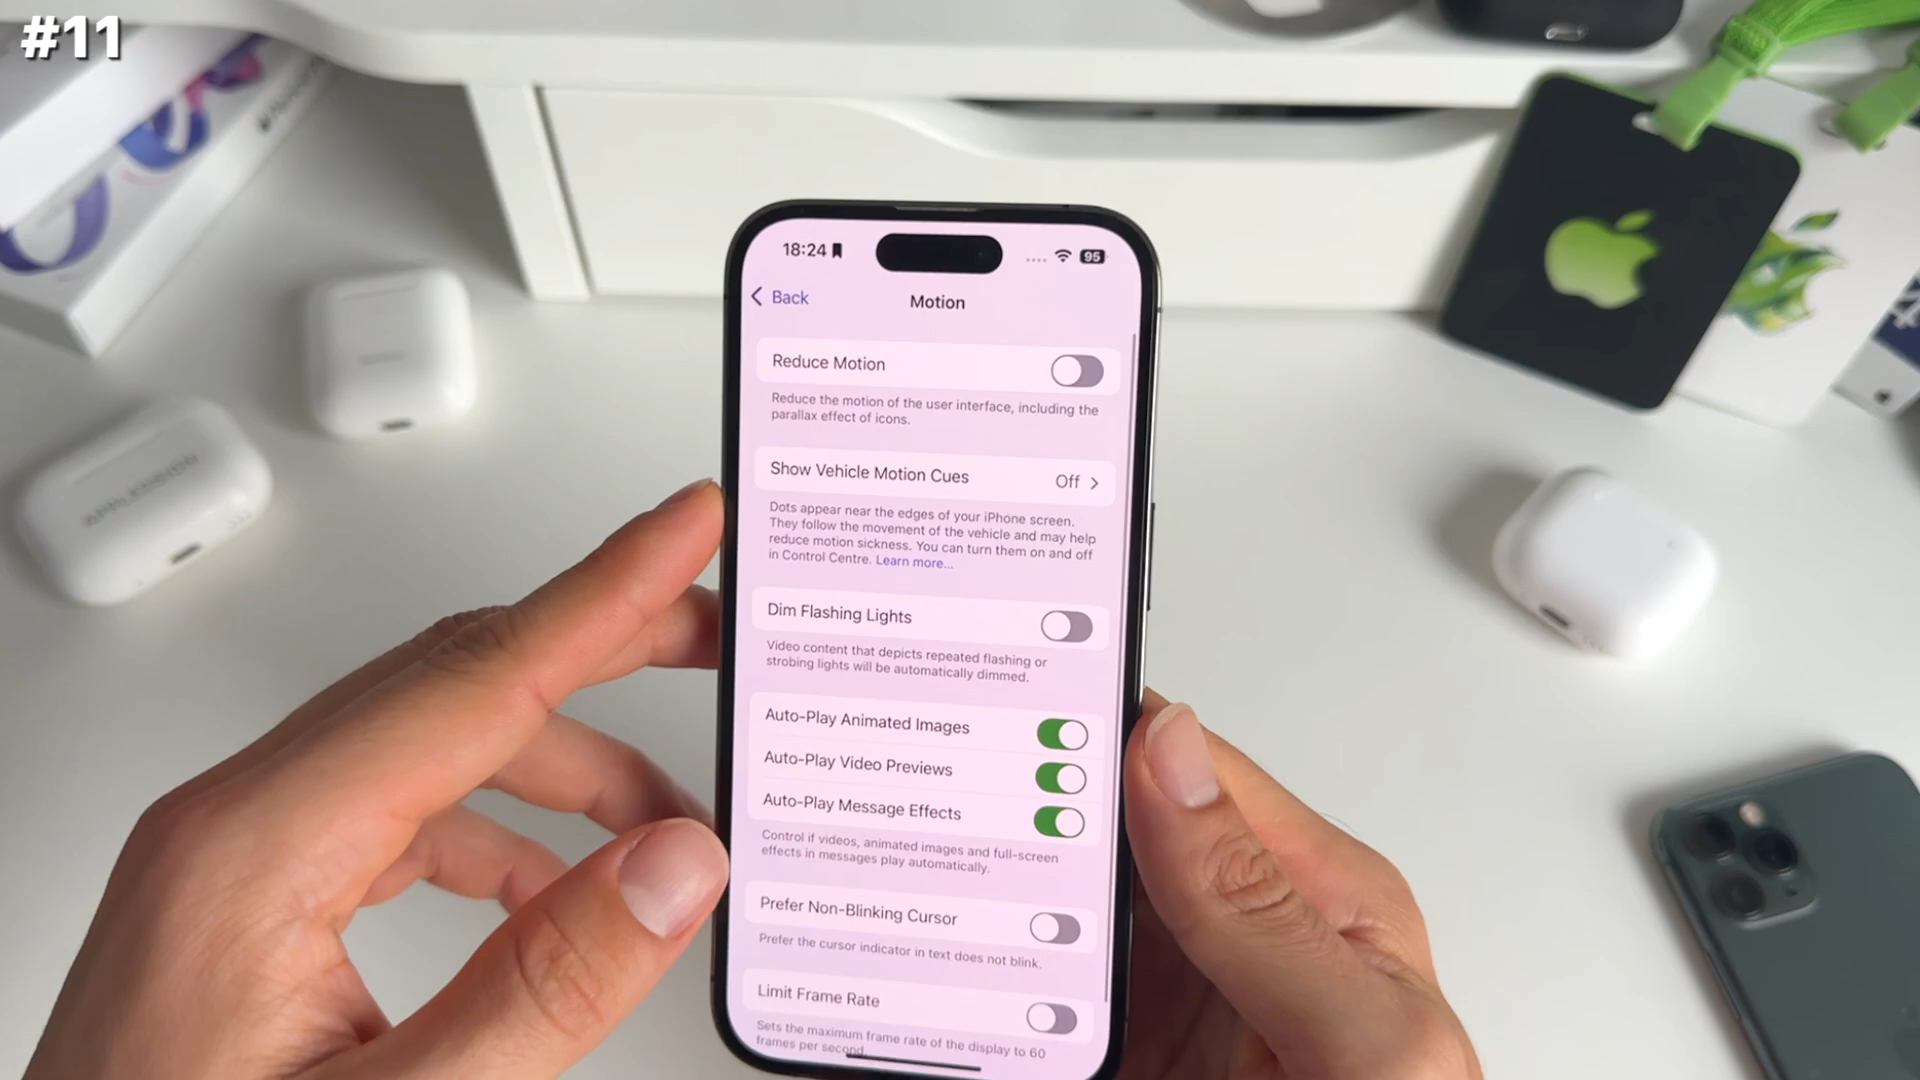 #11
18:24
95
Back
Motion
Reduce Motion
Reduce the motion of the user interface, including the
parallax effect of icons.
Show Vehicle Motion Cues
Off
Dots appear near the edges of your iPhone screen.
They follow the movement of the vehicle and may help
reduce motion sickness. You can turn them on and off
in Control Centre. Learn more...
Dim Flashing Lights
Video content that depicts repeated flashing or
strobing lights will be automatically dimmed.
Auto-Play Animated Images
Auto-Play Video Previews
Auto-Play Message Effects
Control if videos, animated images and full-screen
effects in messages play automatically.
Prefer Non-Blinking Cursor
Prefer the cursor indicator in text does not blink.
Limit Frame Rate
Sets the maximum frame rate of the display to 60
frames per second.